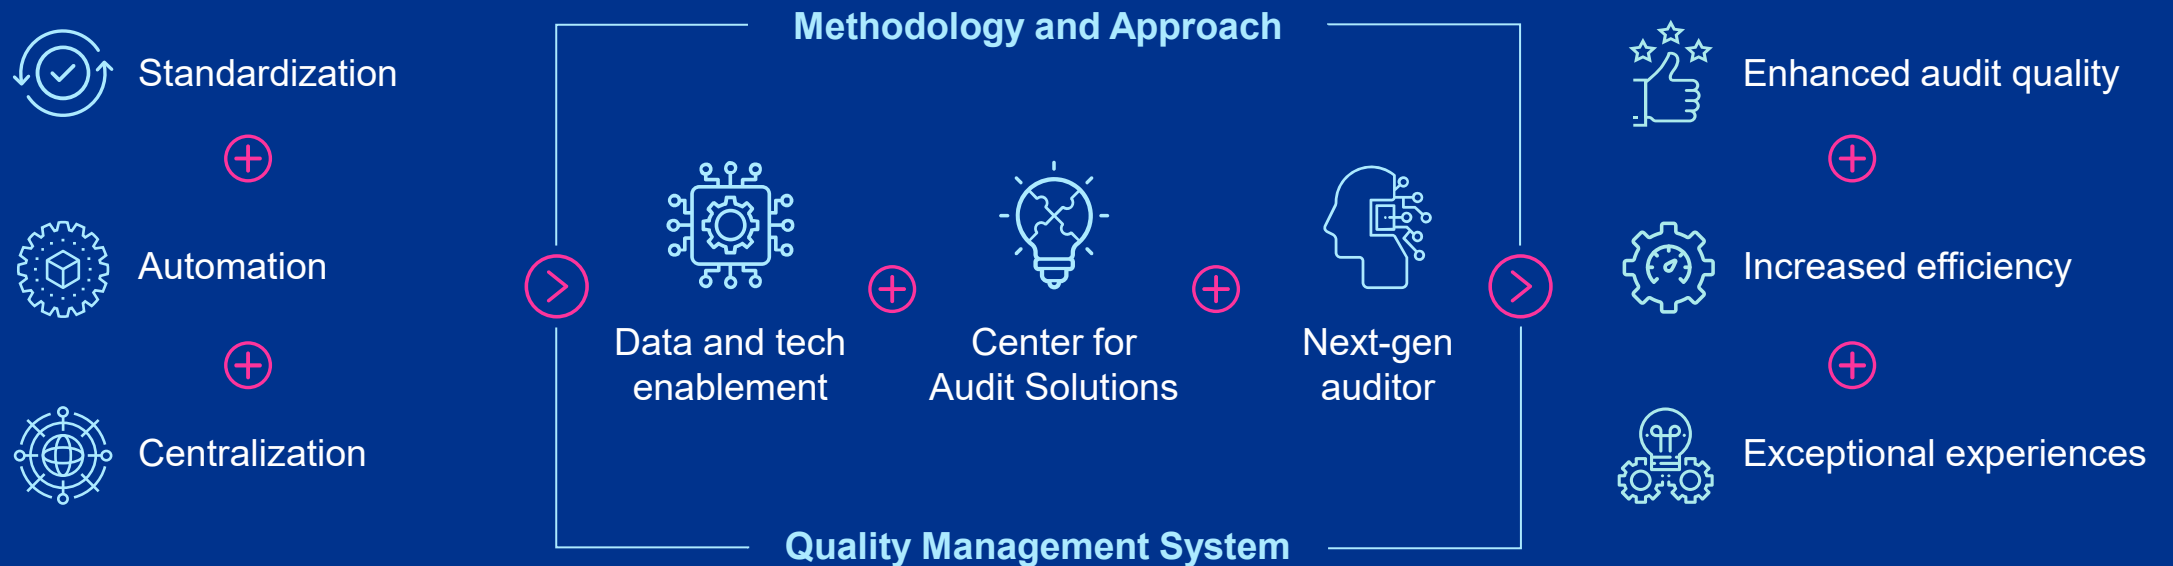 Standardization
Automation
Centralization
Methodology and Approach
Data and tech
enablement
Center for
Audit Solutions
Next-gen
auditor
Quality Management System
Enhanced audit quality
Increased efficiency
Exceptional experiences